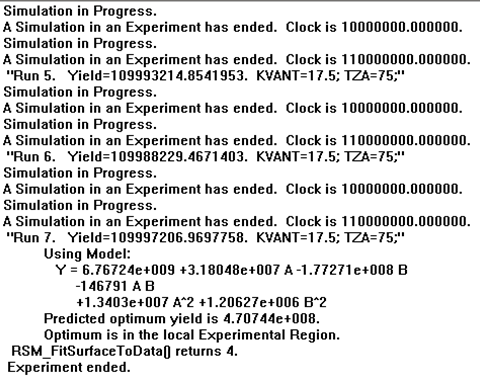 Simulation in Progress.
A Simulation in an Experiment has ended. Clock is 10000000.000000.
Simulation in Progress.
A Simulation in an Experiment has ended. Clock is 110000000.000000.
"Run 5. Yield=109993214.8541953. KVANT=17.5; TZA=75;"
Simulation in Progress.
A Simulation in an Experiment has ended. Clock is 10000000.000000.
Simulation in Progress.
A Simulation in an Experiment has ended. Clock is 110000000.000000.
"Run 6. Yield=109988229.4671403. KVANT=17.5; TZA=75;"
Simulation in Progress.
A Simulation in an Experiment has ended. Clock is 10000000.000000.
Simulation in Progress.
A Simulation in an Experiment has ended. Clock is 110000000.000000.
"Run 7. Yield=109997206.9697758. KVANT=17.5; TZA=75;"
Using Model:
Y = 6.76724e+009 +3.18048e+007 A -1.77271e+008 B
-146791 A B
+1.3403e+007 A^2 +1.20627e+006 B^2
Predicted optimum yield is 4.70744e+008.
Optimum is in the local Experimental Region.
RSM_FitSurfaceToData() returns 4.
Experiment ended.